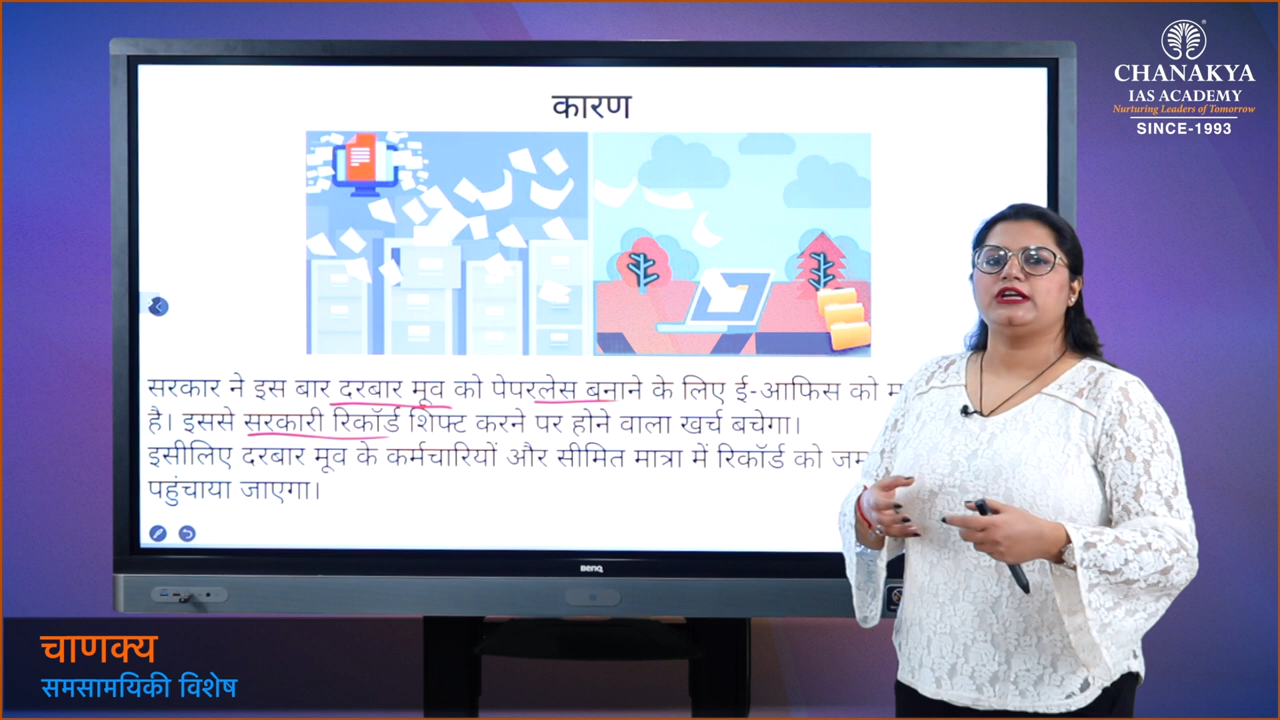 कारण
सरकार ने इस बार दरबार मूव को पेपरलेस बनाने के लिए ई-आफिस को
है। इससे सरकारी रिकॉर्ड शिफ्ट करने पर होने वाला खर्च बचेगा।
इसीलिए दरबार मूव के कर्मचारियों और सीमित मात्रा में रिकॉर्ड को
पहुंचाया जाएगा।
BenQ
CHANAKYA
IAS ACADEMY
Nurturing Leaders of Tomorrow
SINCE-1993
चाणक्य
समसामयिकी विशेष